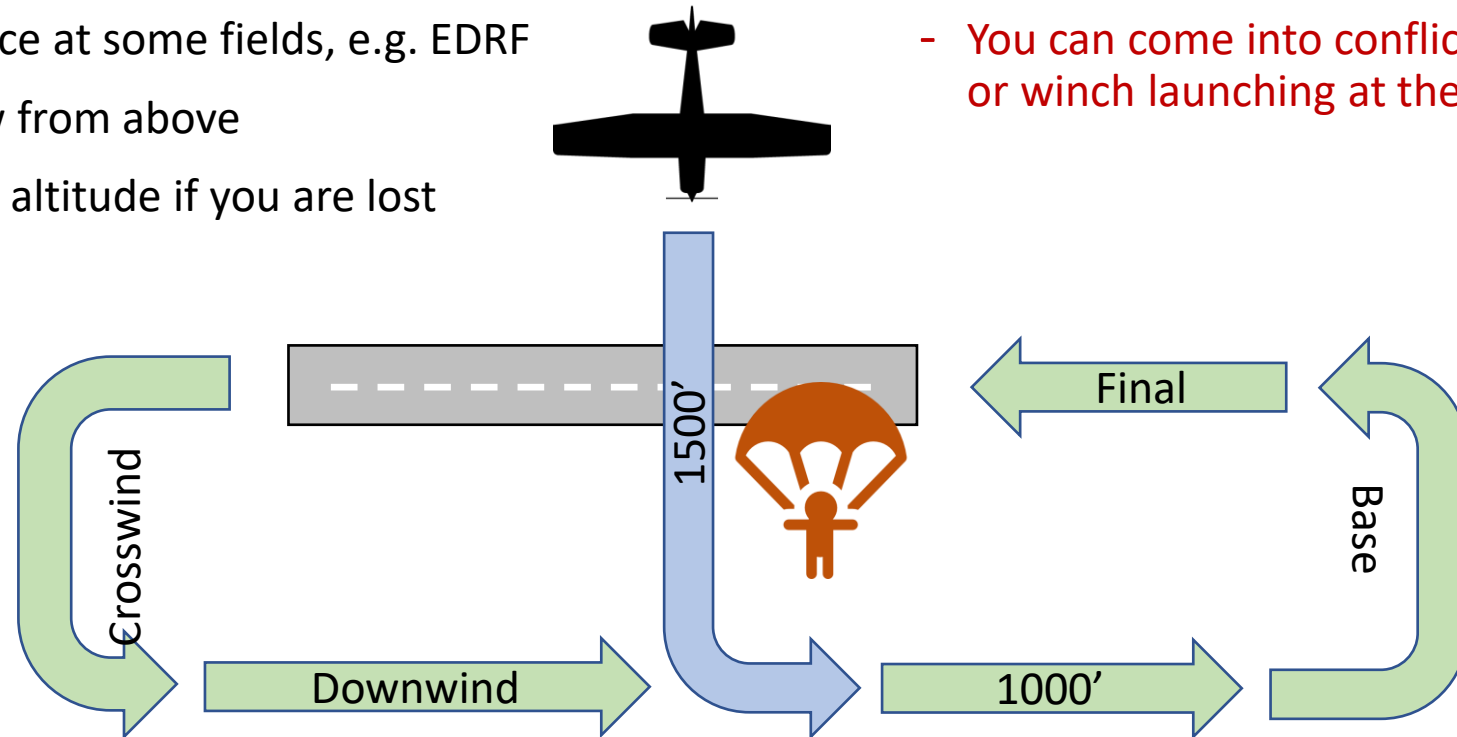 ce at some fields, e.g. EDRF
from above
altitude if you are lost
- You can come into conflic
or winch launching at the
1500’
Final
Crosswind
Base
Downwind
1000’